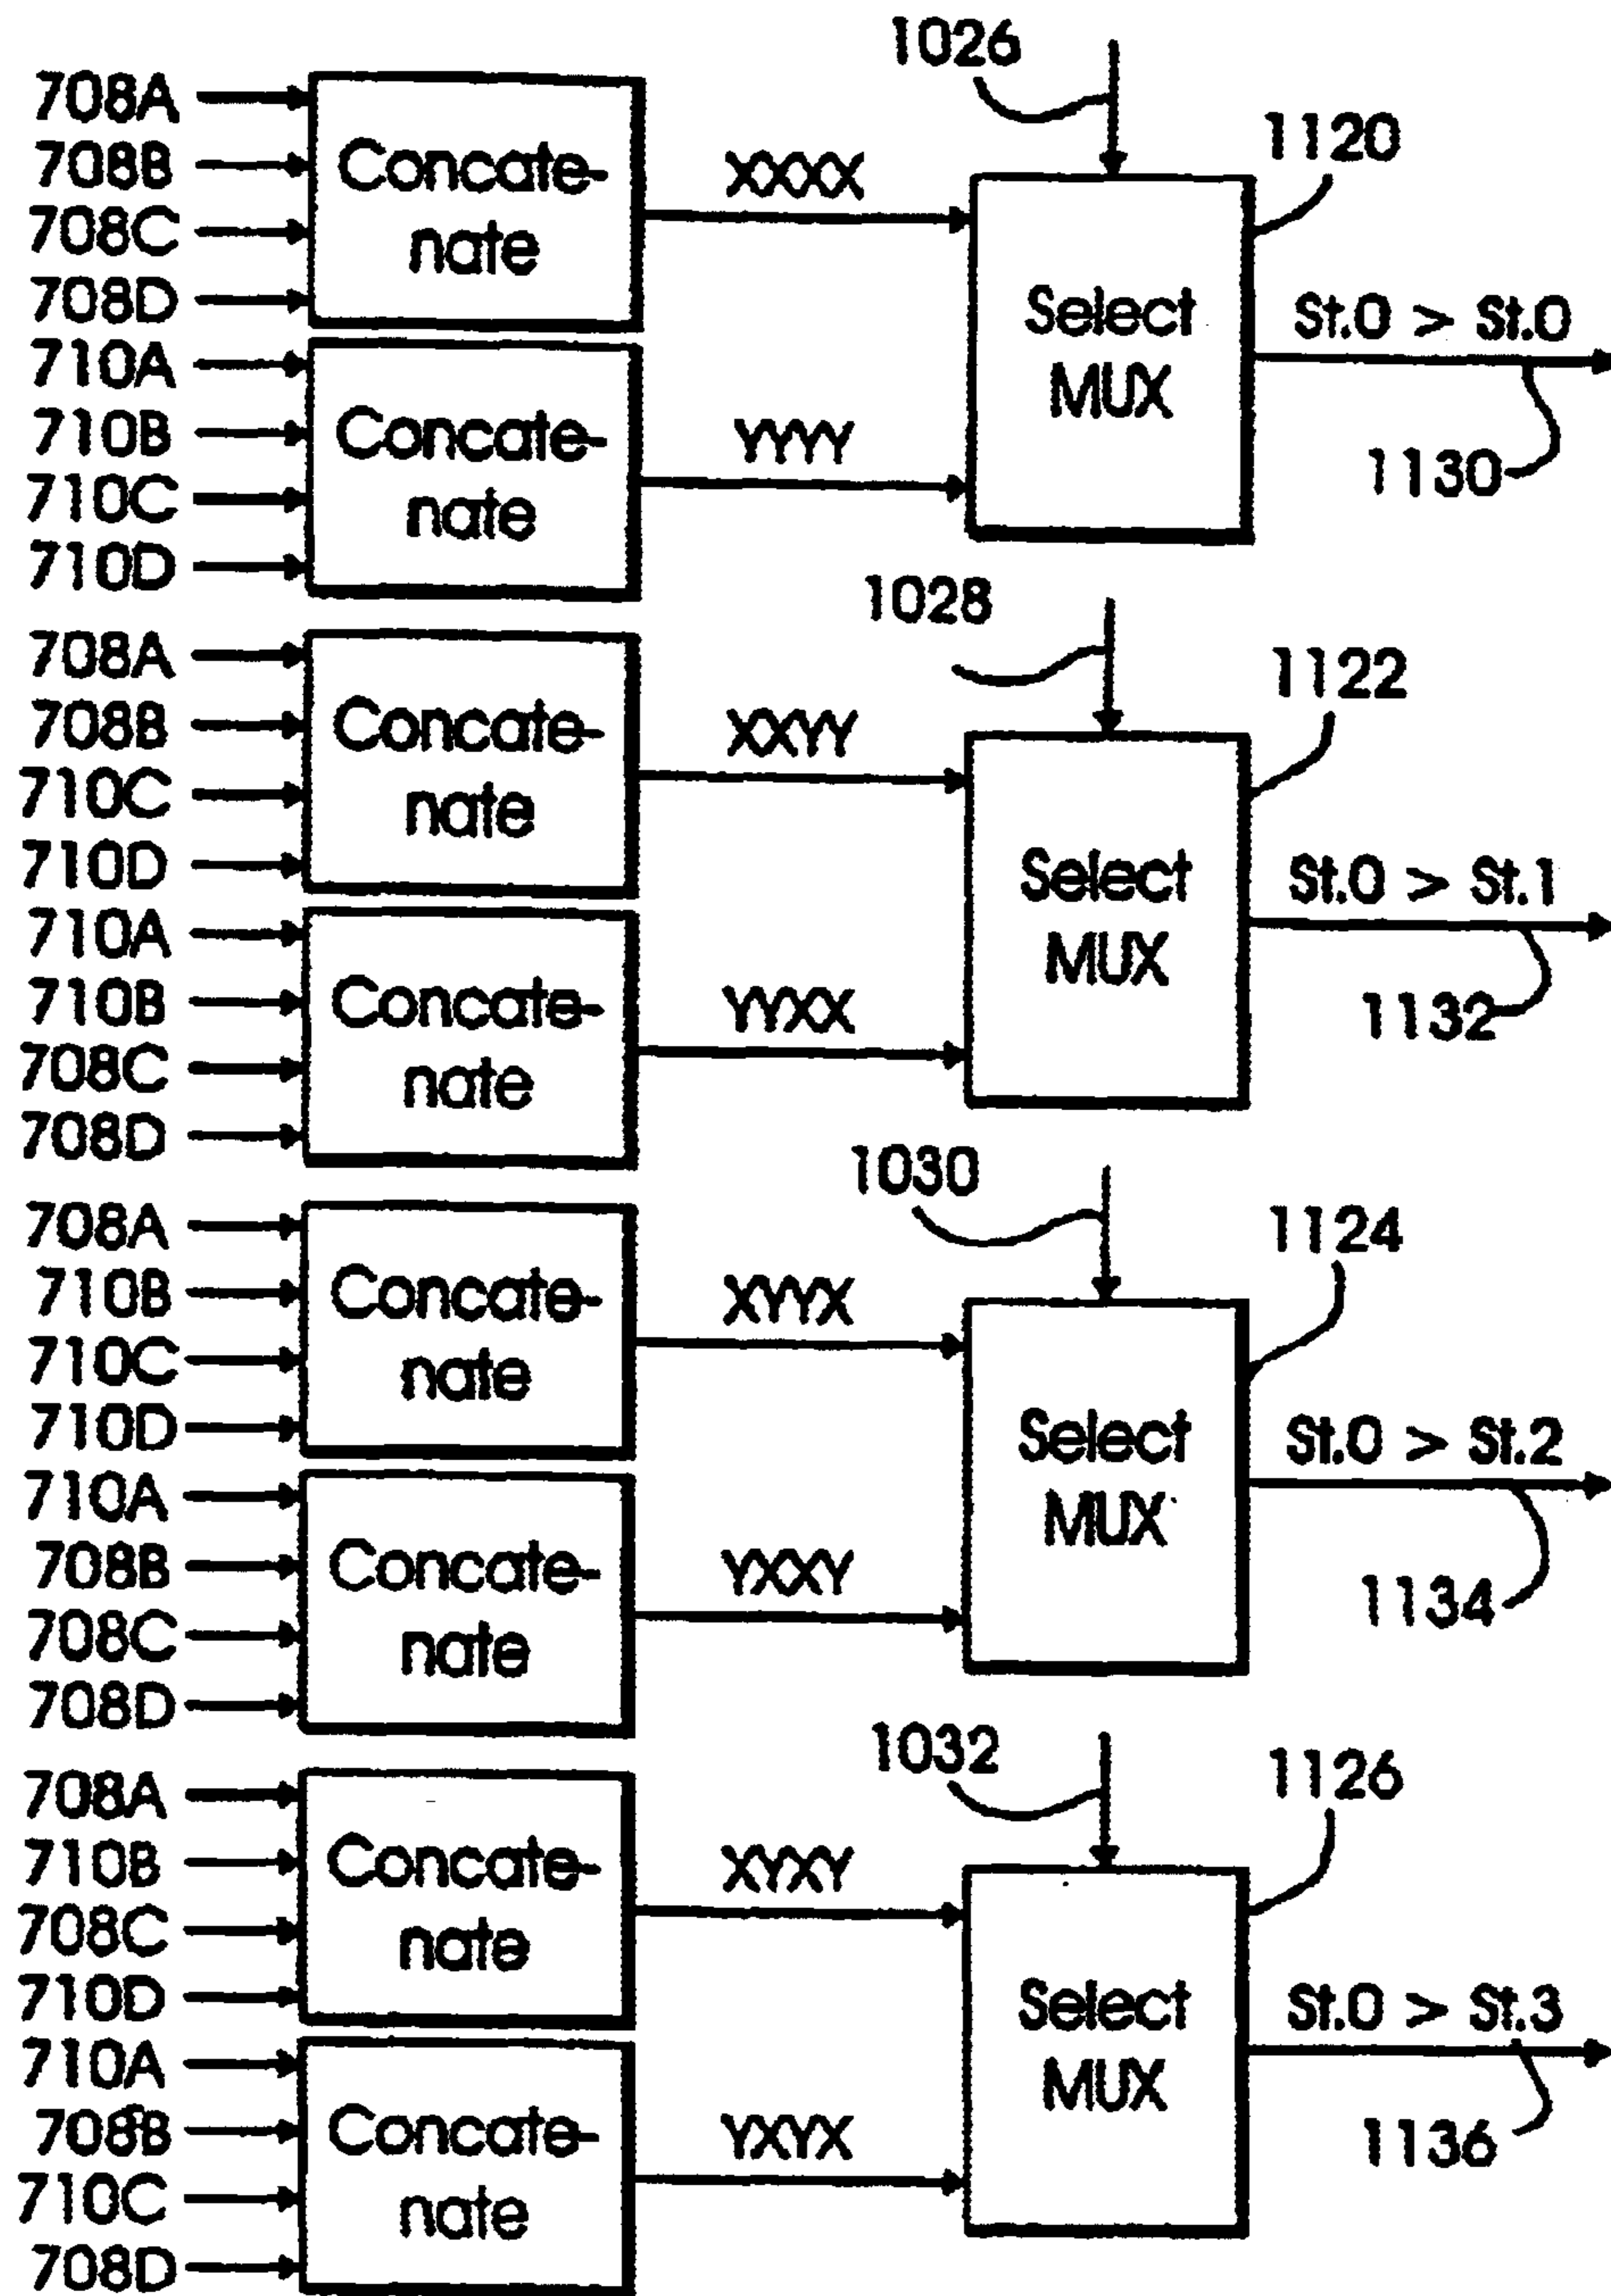 1026
708A
708B
708C
708D
Concate-
nate
XXXX
1120
Select
MUX
St.0 > St.0
1130
710A
710B
710C
710D
Concate-
nate
YYYY
1028
708A
708B
710C
710D
Concate-
nate
XXYY
1122
Select
MUX
St.0 > St.1
1132
710A
710B
708C
708D
Concate-
nate
YYXX
1030
708A
710B
710C
710D
Concate-
nate
XYYX
1124
Select
MUX
St.0 > St.2
1134
710A
708B
708C
708D
Concate-
nate
YXXY
1032
708A
710B
708C
710D
Concate-
nate
XYXY
1126
Select
MUX
St.0 > St.3
1136
710A
708B
710C
708D
Concate-
nate
YXYX